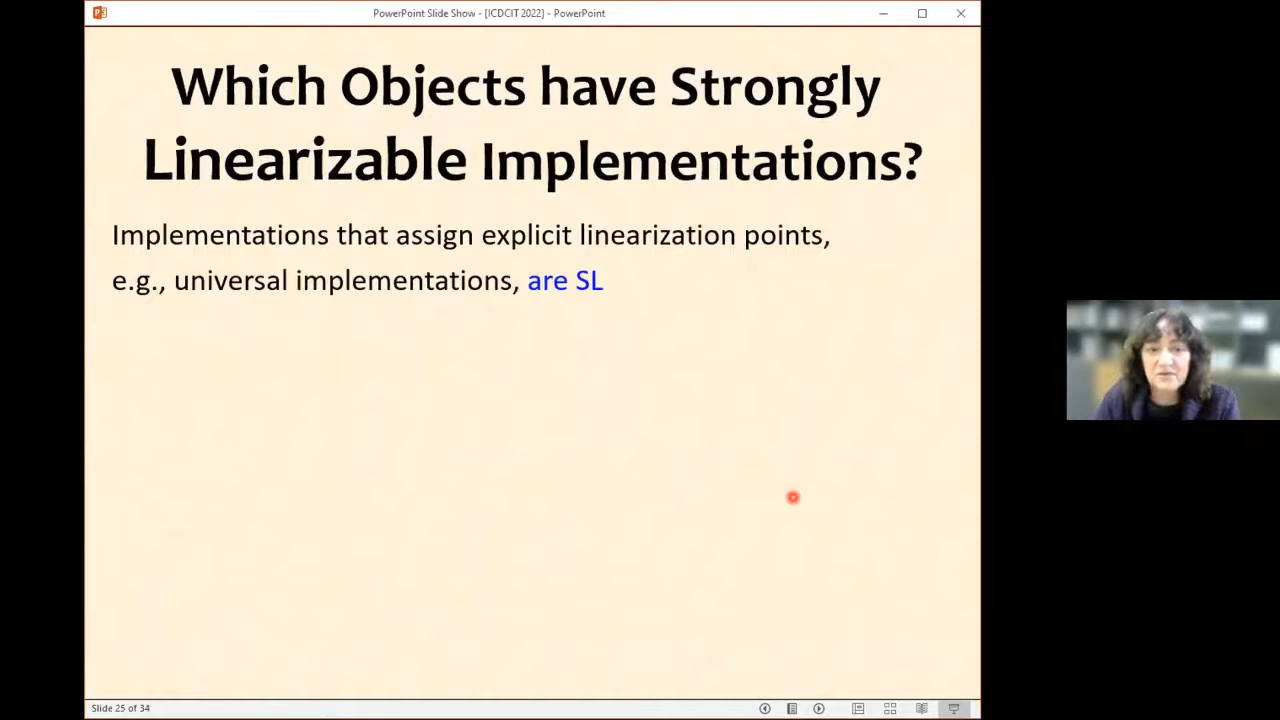 PowerPoint Slide Show - [ICDCIT 2022] - PowerPoint
Which Objects have Strongly
Linearizable Implementations?
Implementations that assign explicit linearization points,
e.g., universal implementations, are SL
Slide 25 of 34